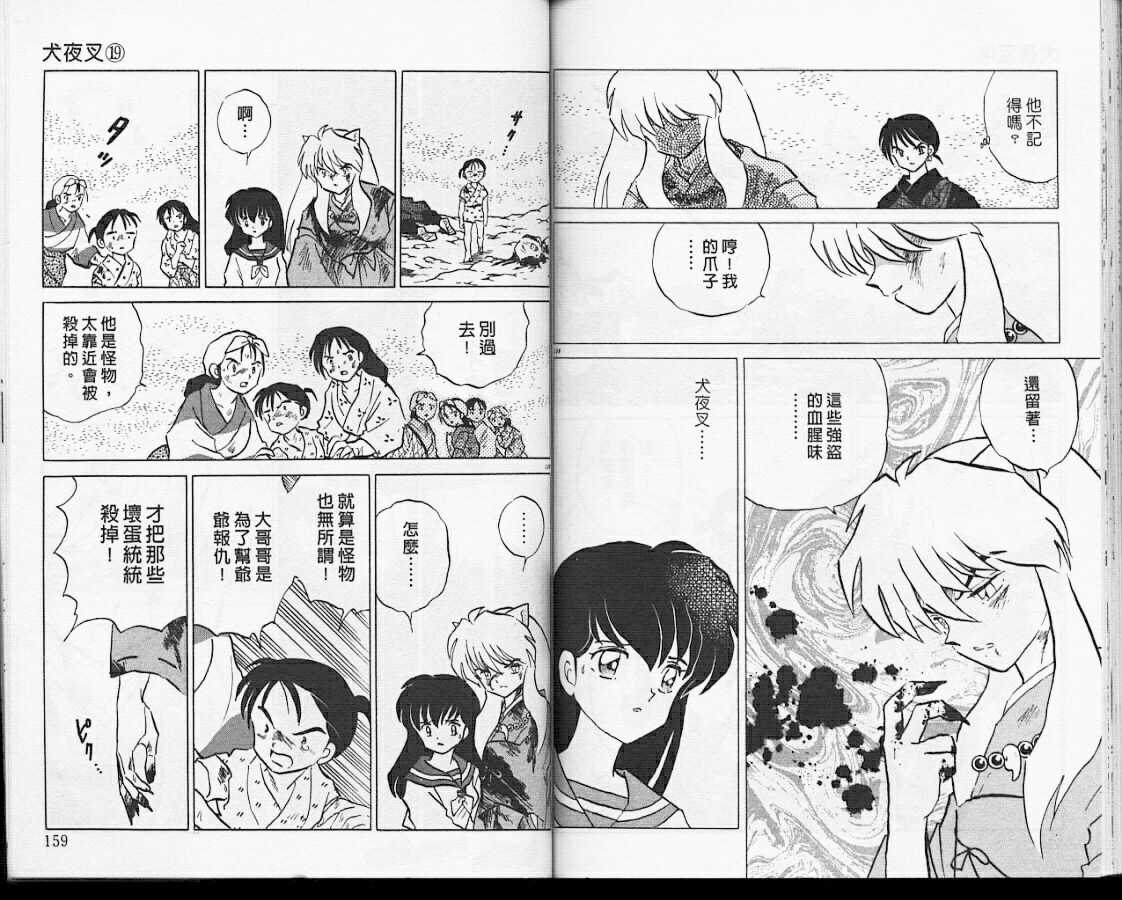 他不記
得嗎？
哼！我
的爪子
……
還留著…
這些強盜
的血腥味
……
犬夜叉……
犬夜叉⑲
サク…
啊…
タッ
別過
去！
他是怪物，
太靠近會被
殺掉的。
……
怎麼……
就算是怪物
也無所謂！
大哥哥是
為了幫爺
爺報仇！
才把那些
壞蛋統統
殺掉！
ピク…
159